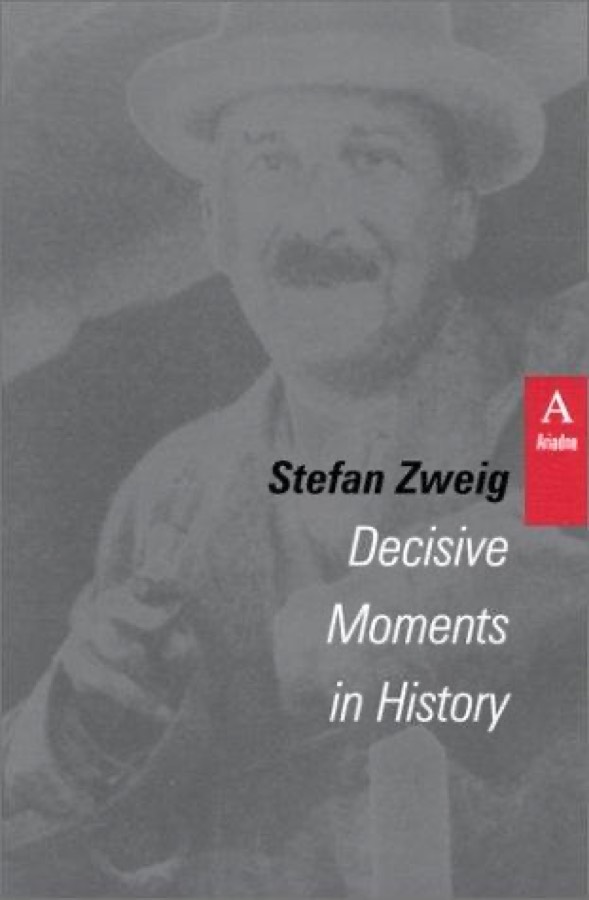 A
Ariadne
Stefan Zweig
Decisive
Moments
in History